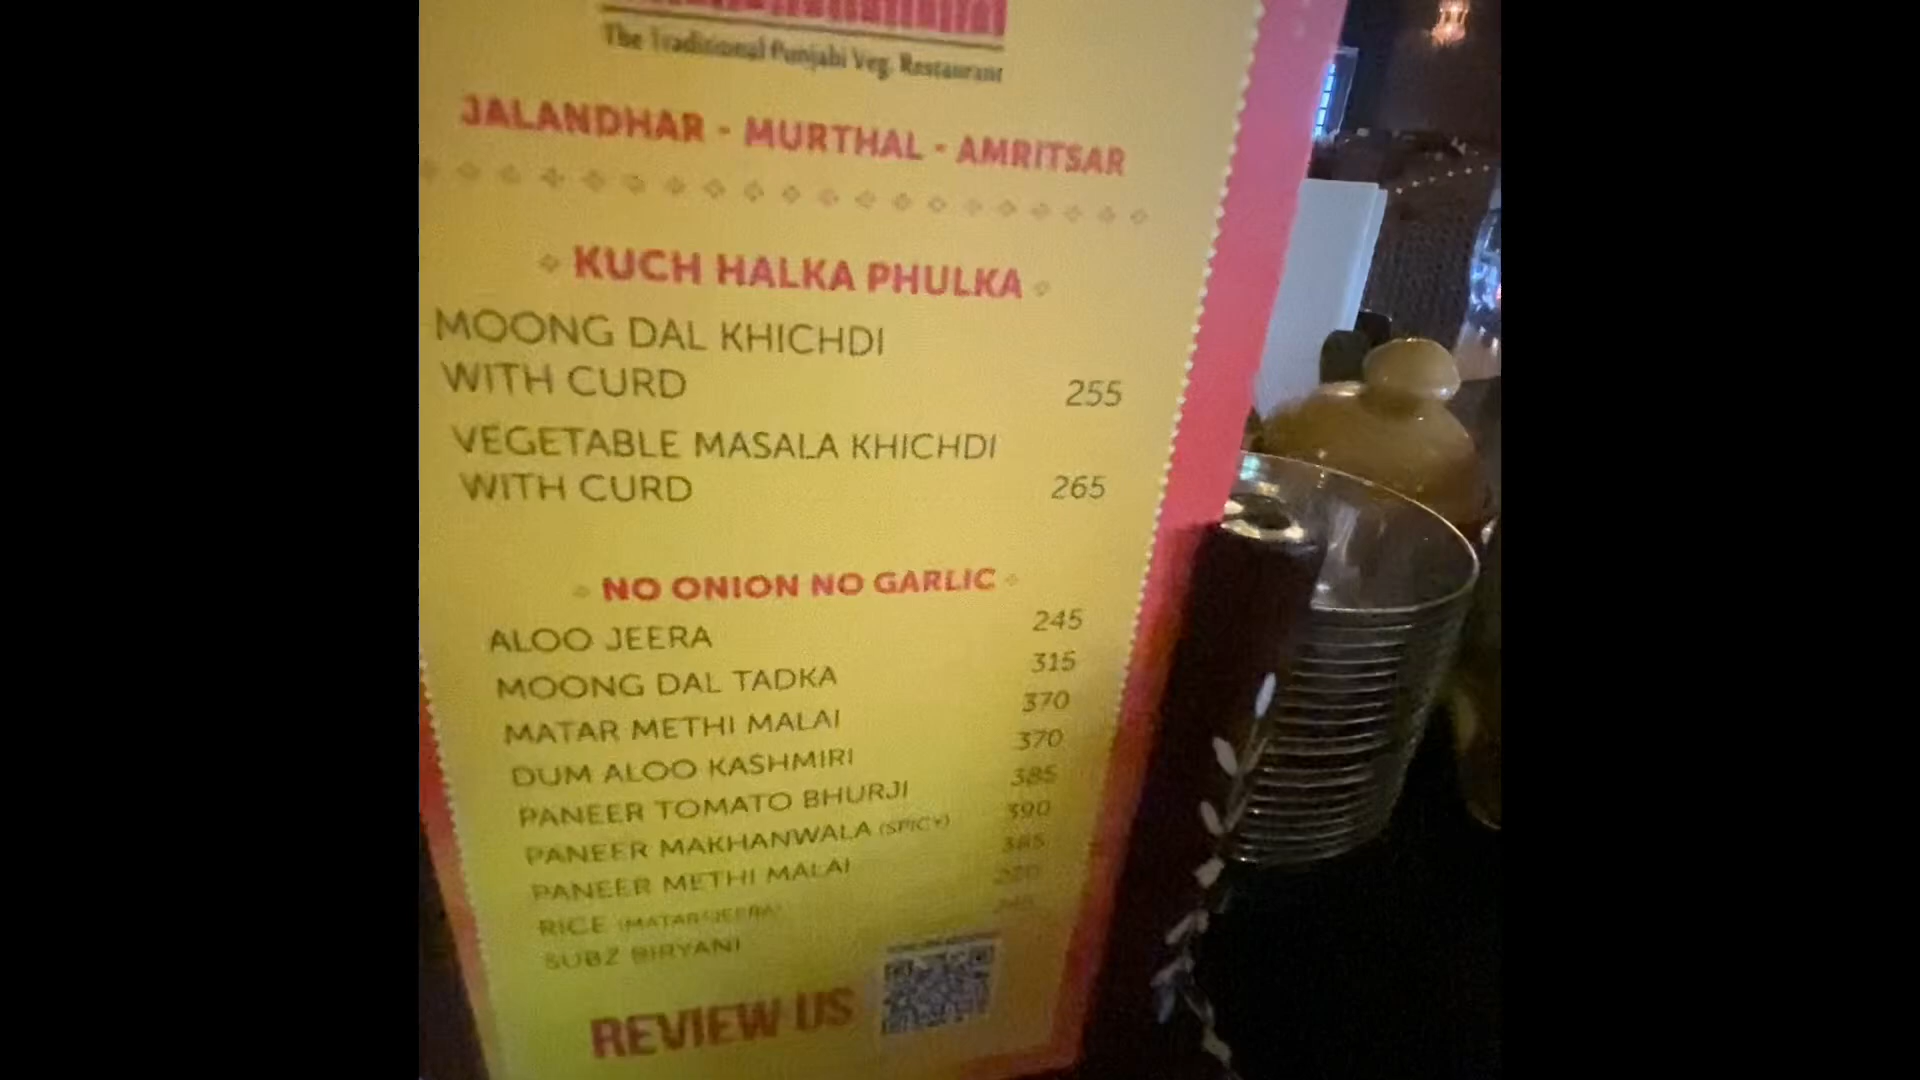 The Traditional Punjabi Veg. Restaurant
JALANDHAR - MURTHAL - AMRITSAR
KUCH HALKA PHULKA
MOONG DAL KHICHDI
WITH CURD 255
VEGETABLE MASALA KHICHDI
WITH CURD 265
NO ONION NO GARLIC
ALOO JEERA 245
MOONG DAL TADKA 315
MATAR METHI MALAI 370
DUM ALOO KASHMIRI 370
PANEER TOMATO BHURJI 385
PANEER MAKHANWALA (SPICY) 390
PANEER METHI MALAI 385
RICE (MATAR/JEERA)
SUBZ BIRYANI
REVIEW US